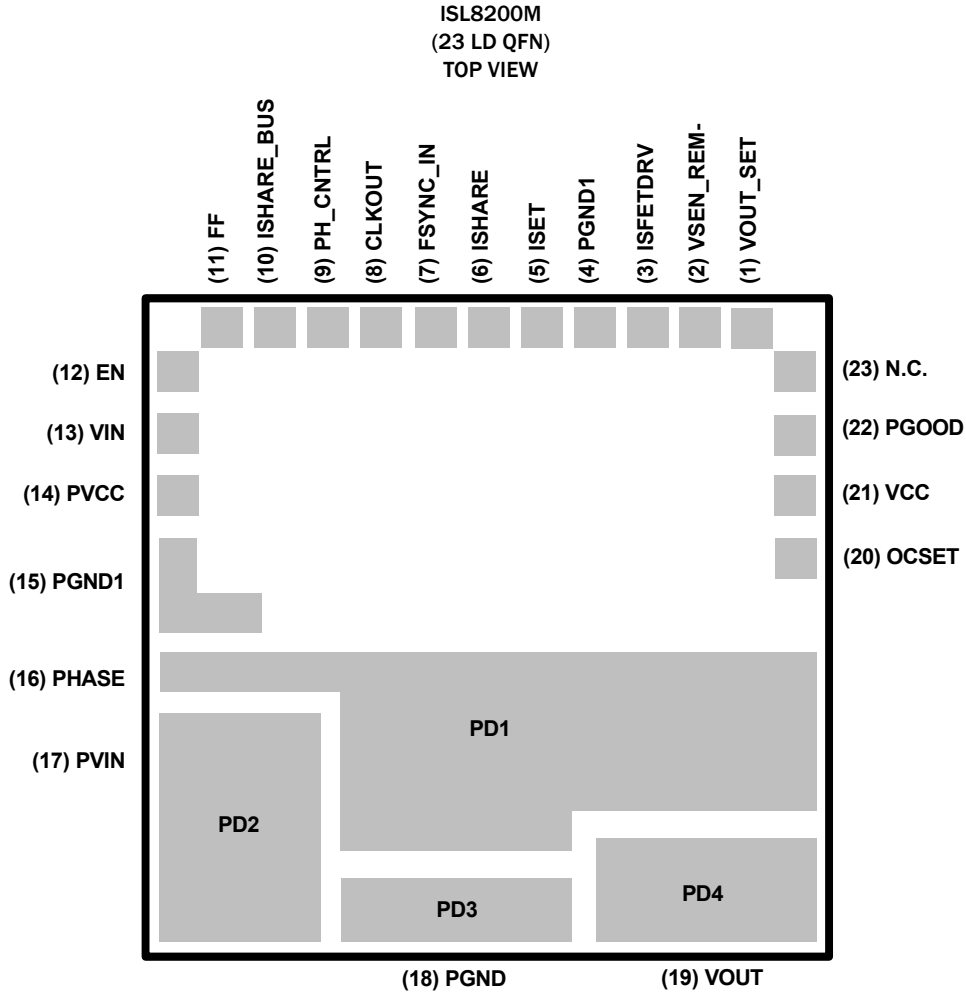 ISL8200M
(23 LD QFN)
TOP VIEW
(11) FF
(10) ISHARE_BUS
(9) PH_CNTRL
(8) CLKOUT
(7) FSYNC_IN
(6) ISHARE
(5) ISET
(4) PGND1
(3) ISFETDRV
(2) VSEN_REM-
(1) VOUT_SET
(12) EN
(23) N.C.
(13) VIN
(22) PGOOD
(14) PVCC
(21) VCC
(15) PGND1
(20) OCSET
(16) PHASE
PD1
(17) PVIN
PD2
PD3
PD4
(18) PGND
(19) VOUT